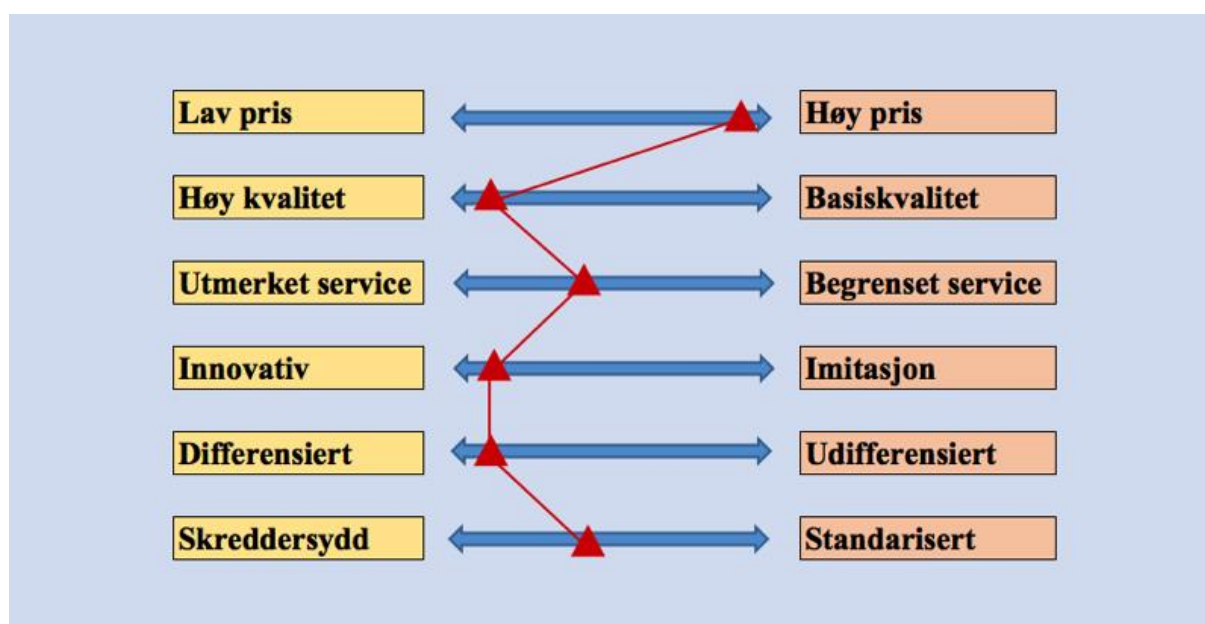 Lav pris
Høy pris
Høy kvalitet
Basiskvalitet
Utmerket service
Begrenset service
Innovativ
Imitasjon
Differensiert
Udifferensiert
Skreddersydd
Standarisert